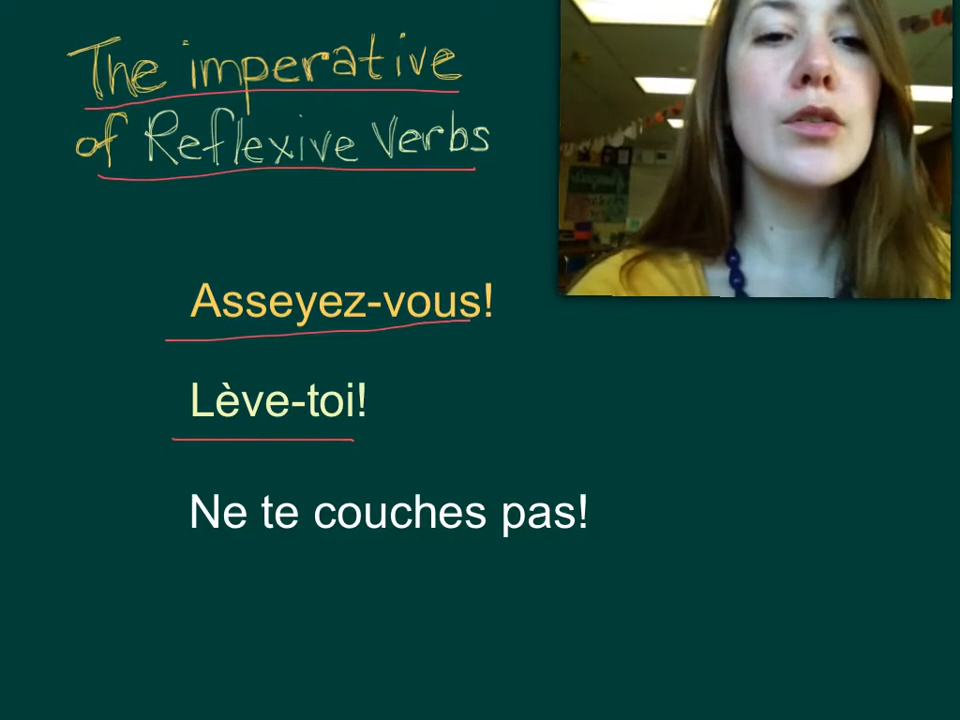 The imperative
of Reflexive Verbs
Asseyez-vous!
Lève-toi!
Ne te couches pas!